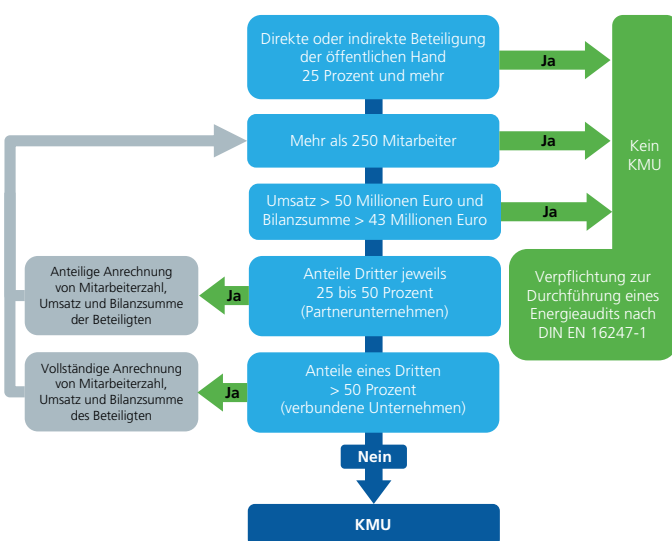 Direkte oder indirekte Beteiligung
der öffentlichen Hand
25 Prozent und mehr
Ja
Mehr als 250 Mitarbeiter
Ja
Kein
KMU
Umsatz > 50 Millionen Euro und
Bilanzsumme > 43 Millionen Euro
Ja
Anteilige Anrechnung
von Mitarbeiterzahl,
Umsatz und Bilanzsumme
der Beteiligten
Ja
Anteile Dritter jeweils
25 bis 50 Prozent
(Partnerunternehmen)
Verpflichtung zur
Durchführung eines
Energieaudits nach
DIN EN 16247-1
Vollständige Anrechnung
von Mitarbeiterzahl,
Umsatz und Bilanzsumme
des Beteiligten
Ja
Anteile eines Dritten
> 50 Prozent
(verbundene Unternehmen)
Nein
KMU